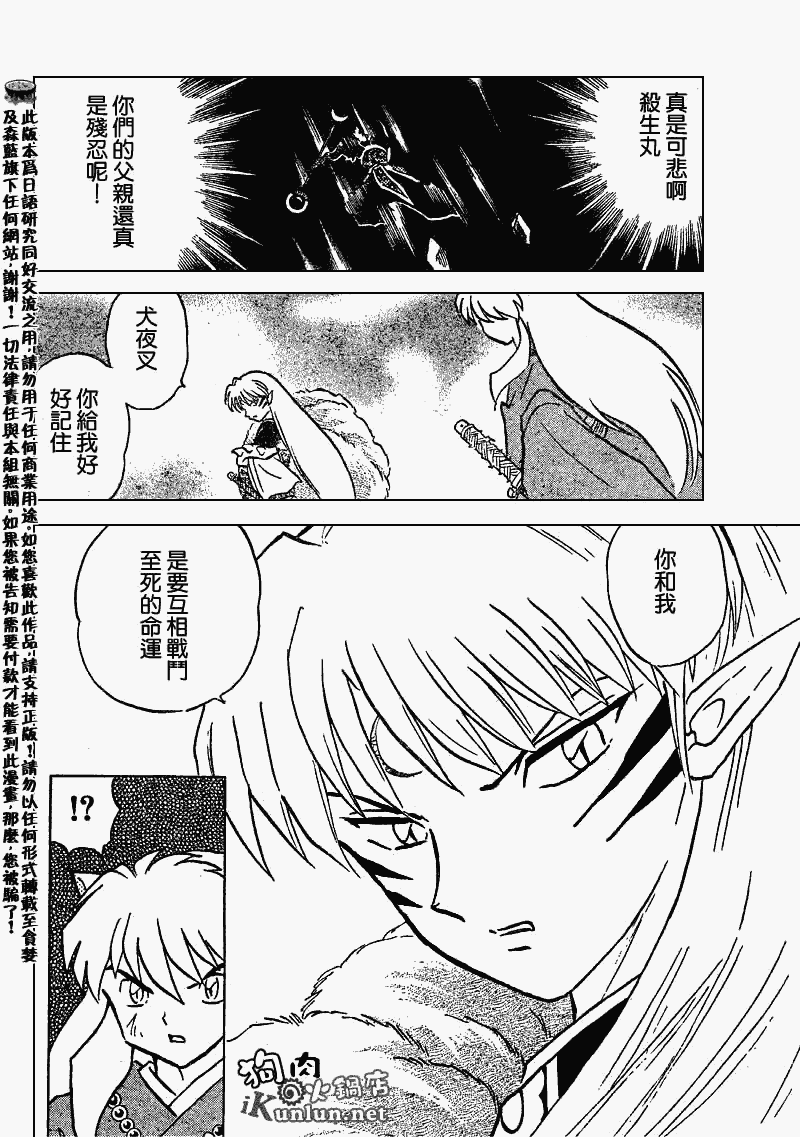 真是可悲啊
殺生丸
你們的父親還真
是殘忍呢！
犬夜叉
你給我好
好記住
你和我
是要互相戰鬥
至死的命運
!?
此版本爲日語研究同好交流之用，請勿用于任何商業用途。如您喜歡此作品，請支持正版！請勿以任何形式轉載至貪婪
及森藍旗下任何網站，謝謝！一切法律責任與本組無關。如果您被告知需要付款才能看到此漫畫，那麼，您被騙了！
狗肉火鍋店
iKunlun.net